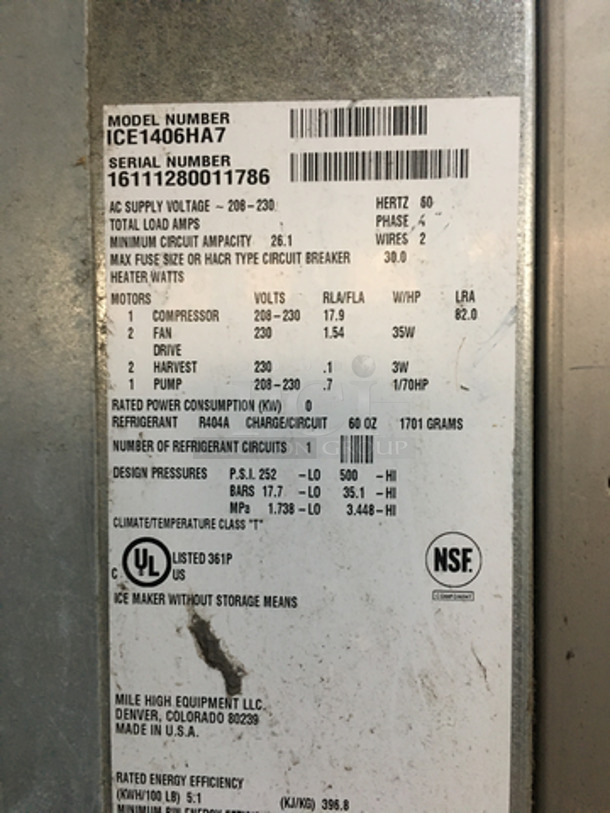 MODEL NUMBER
ICE1406HA7
SERIAL NUMBER
16111280011786
AC SUPPLY VOLTAGE ~ 208-230 HERTZ 60
TOTAL LOAD AMPS PHASE
MINIMUM CIRCUIT AMPACITY 26.1 WIRES 2
MAX FUSE SIZE OR HACR TYPE CIRCUIT BREAKER 30.0
HEATER WATTS
MOTORS VOLTS RLA/FLA W/HP LRA
1 COMPRESSOR 208-230 17.9 82.0
2 FAN 230 1.54 35W
DRIVE
2 HARVEST 230 .1 3W
1 PUMP 208-230 .7 1/70HP
RATED POWER CONSUMPTION (KW) 0
REFRIGERANT R404A CHARGE/CIRCUIT 60 OZ 1701 GRAMS
NUMBER OF REFRIGERANT CIRCUITS 1
DESIGN PRESSURES P.S.I. 252 -LO 500 -HI
BARS 17.7 -LO 35.1 -HI
MPa 1.738-LO 3.448-HI
CLIMATE/TEMPERATURE CLASS "T"
C UL US LISTED 361P
NSF
COMPONENT
ICE MAKER WITHOUT STORAGE MEANS
MILE HIGH EQUIPMENT LLC.
DENVER, COLORADO 80239
MADE IN U.S.A.
RATED ENERGY EFFICIENCY
(KWH/100 LB) 5.1 (KJ/KG) 396.8